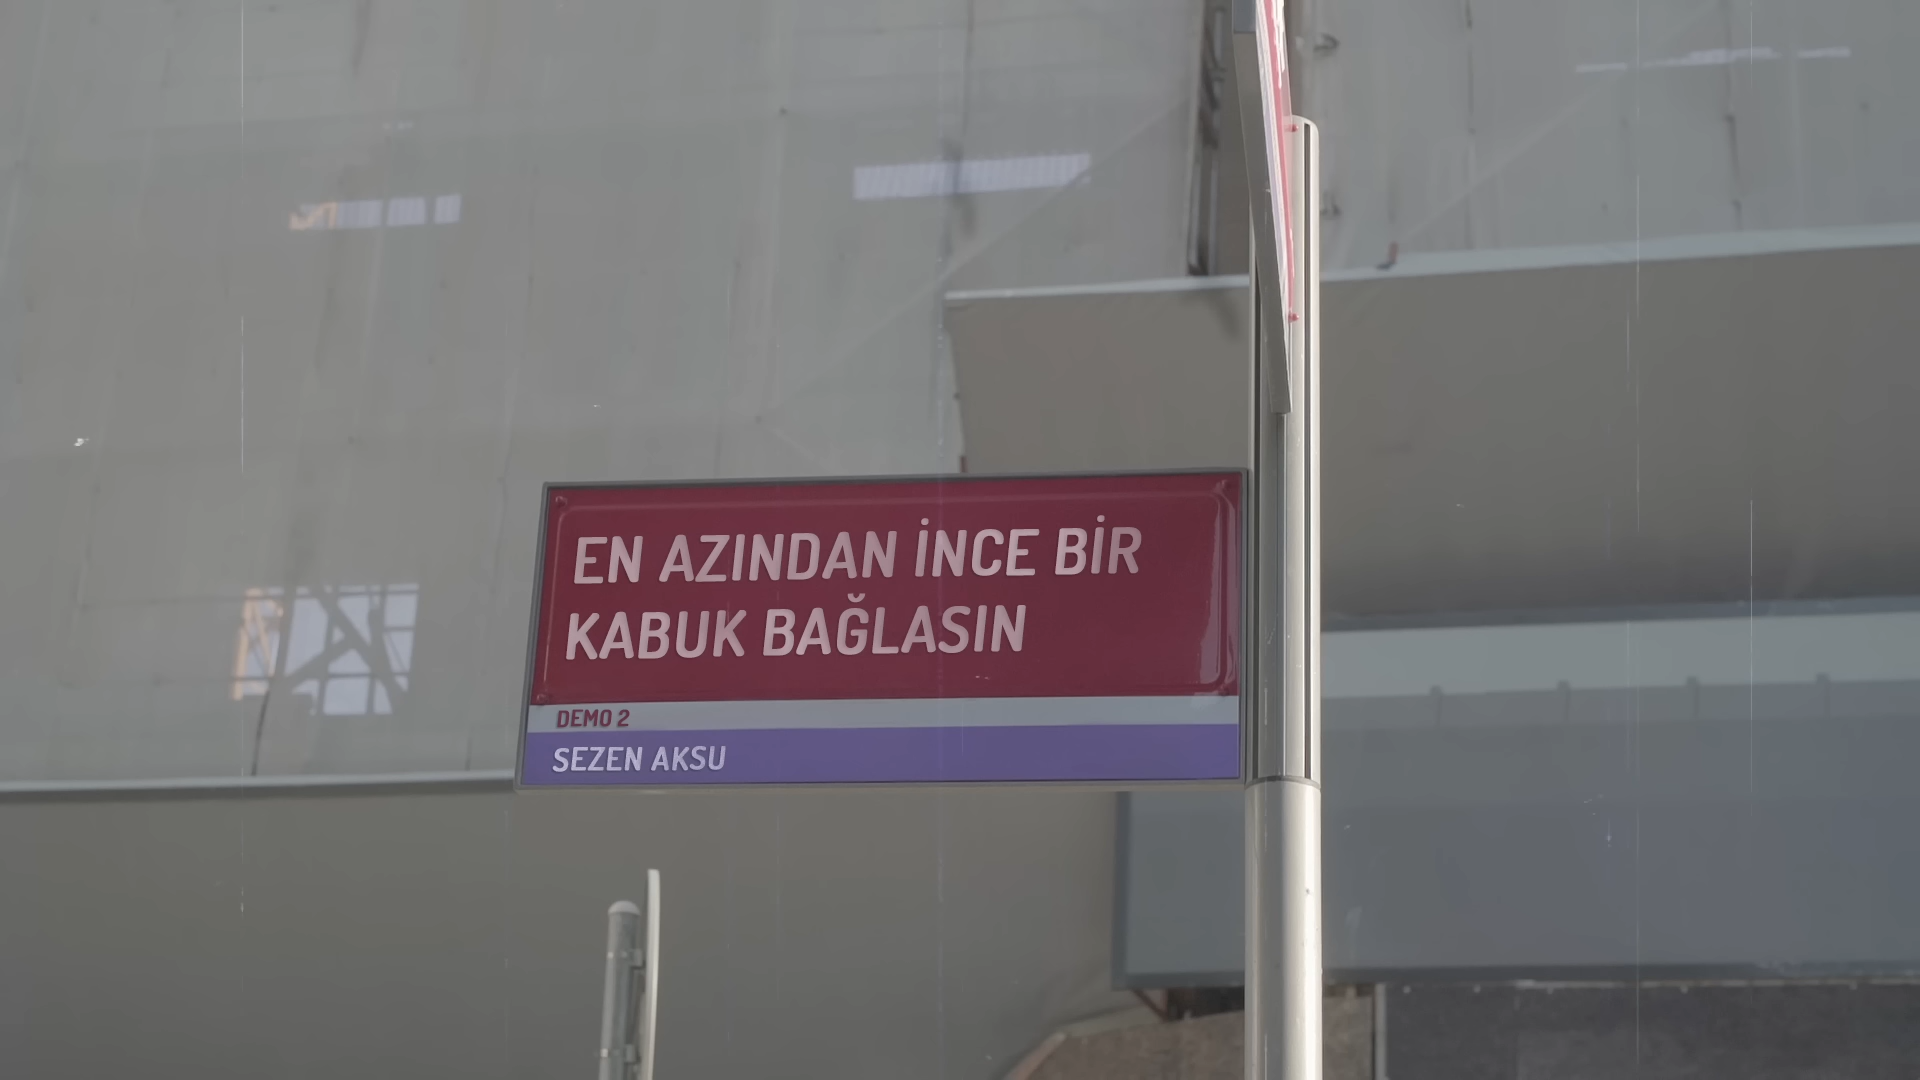 EN AZINDAN İNCE BİR
KABUK BAĞLASIN
DEMO 2
SEZEN AKSU